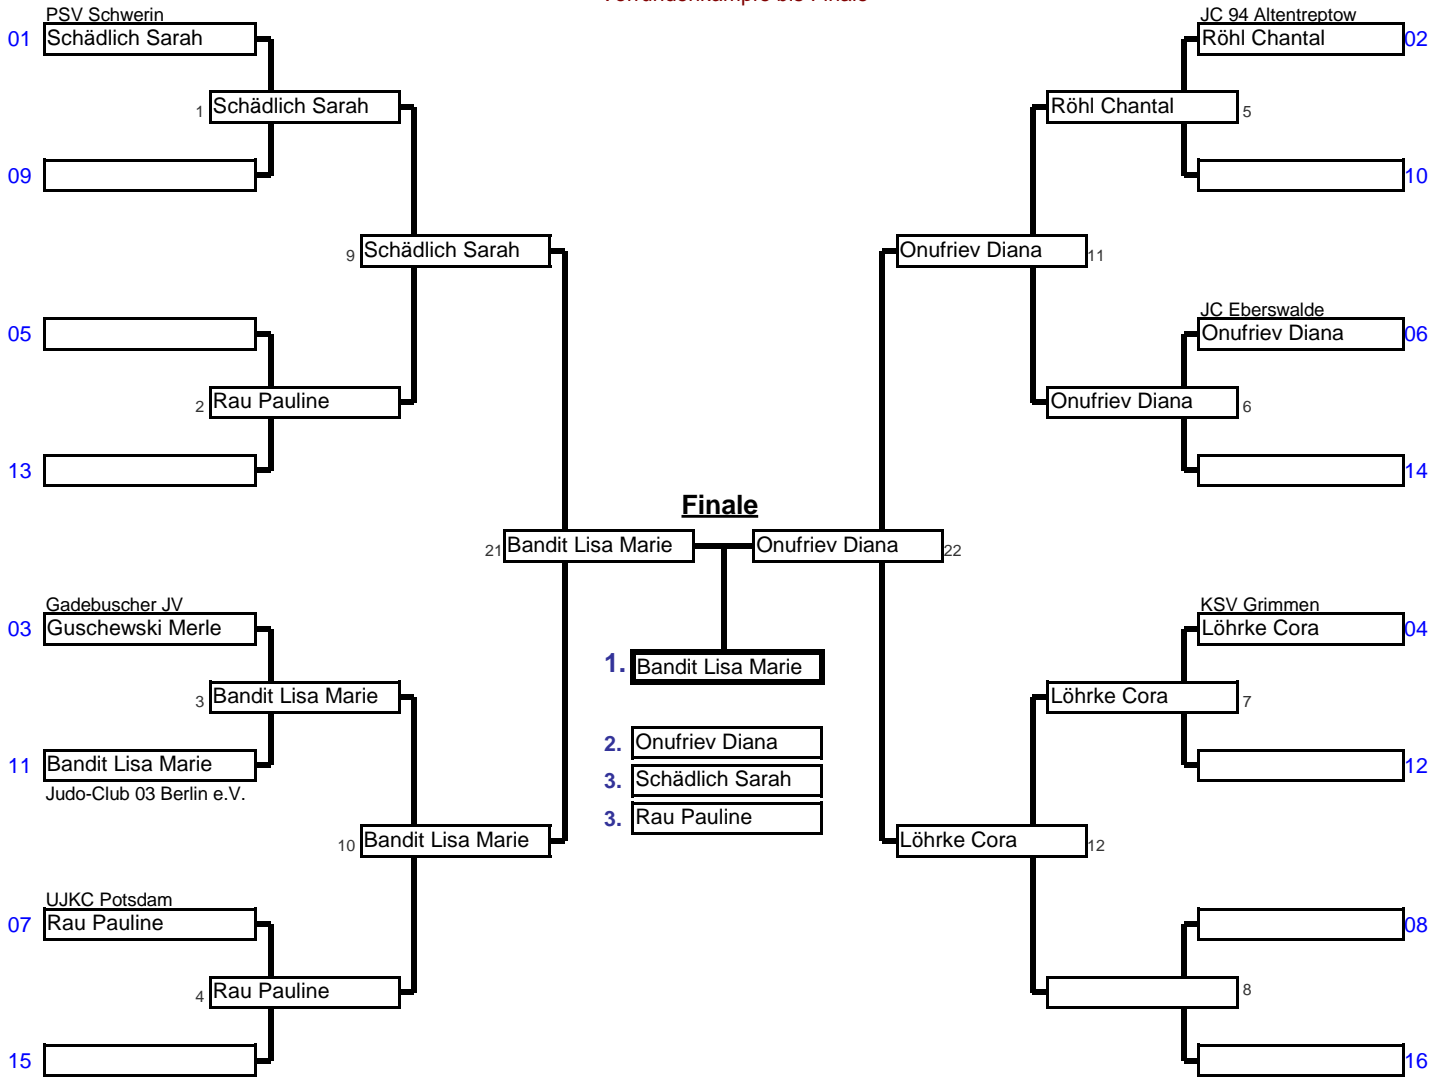 Vorrundenkämpfe bis Finale
PSV Schwerin
01 Schädlich Sarah
1 Schädlich Sarah
09
9 Schädlich Sarah
05
2 Rau Pauline
13
21 Bandit Lisa Marie
Gadebuscher JV
03 Guschewski Merle
3 Bandit Lisa Marie
11 Bandit Lisa Marie
Judo-Club 03 Berlin e.V.
10 Bandit Lisa Marie
UJKC Potsdam
07 Rau Pauline
4 Rau Pauline
15
Finale
1. Bandit Lisa Marie
2. Onufriev Diana
3. Schädlich Sarah
3. Rau Pauline
JC 94 Altentreptow
Röhl Chantal 02
Röhl Chantal 5
10
Onufriev Diana 11
JC Eberswalde
Onufriev Diana 06
Onufriev Diana 6
14
Onufriev Diana 22
KSV Grimmen
Löhrke Cora 04
Löhrke Cora 7
12
Löhrke Cora 12
08
8
16